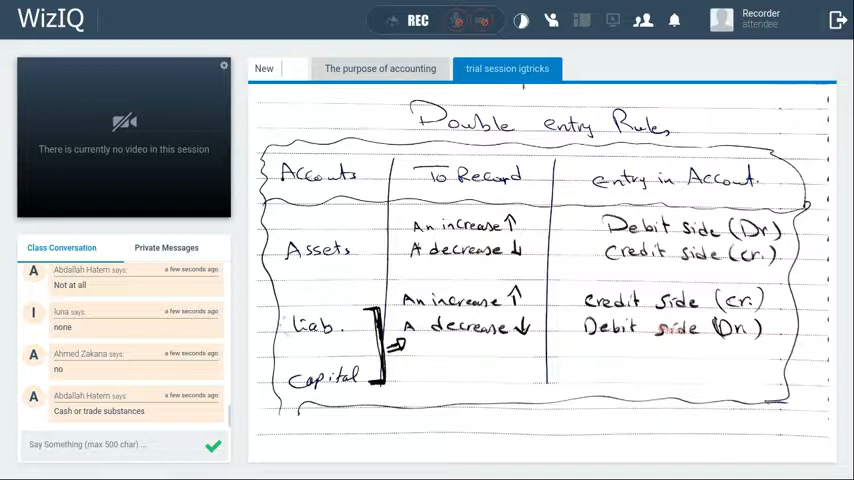 WizIQ
REC
Recorder
attendee
There is currently no video in this session
Class Conversation
Private Messages
A
Abdallah Hatem says:
a few seconds ago
Not at all
l
luna says:
a few seconds ago
none
A
Ahmed Zakana says:
a few seconds ago
no
A
Abdallah Hatem says:
a few seconds ago
Cash or trade substances
Say Something (max 500 char) ...
New
The purpose of accounting
trial session igtricks
Double entry Rules
Accouts To Record entry in Accout.
An increase ↑ Debit side (Dr)
Assets A decrease ↓ Credit side (cr.)
An increase ↑ credit side (cr.)
Liab. A decrease ↓ Debit side (Dr.)
⇒
Capital